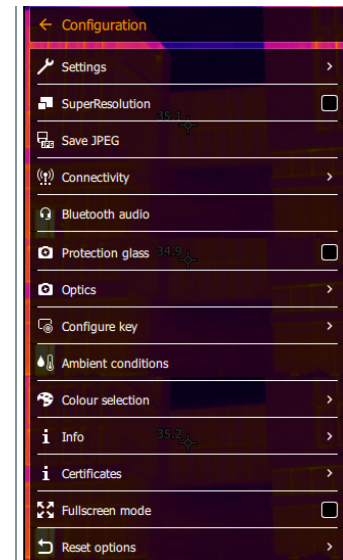 Configuration
Settings
SuperResolution
35.1
Save JPEG
Connectivity
Bluetooth audio
Protection glass
34.9
Optics
Configure key
Ambient conditions
Colour selection
Info
35.2
Certificates
Fullscreen mode
Reset options